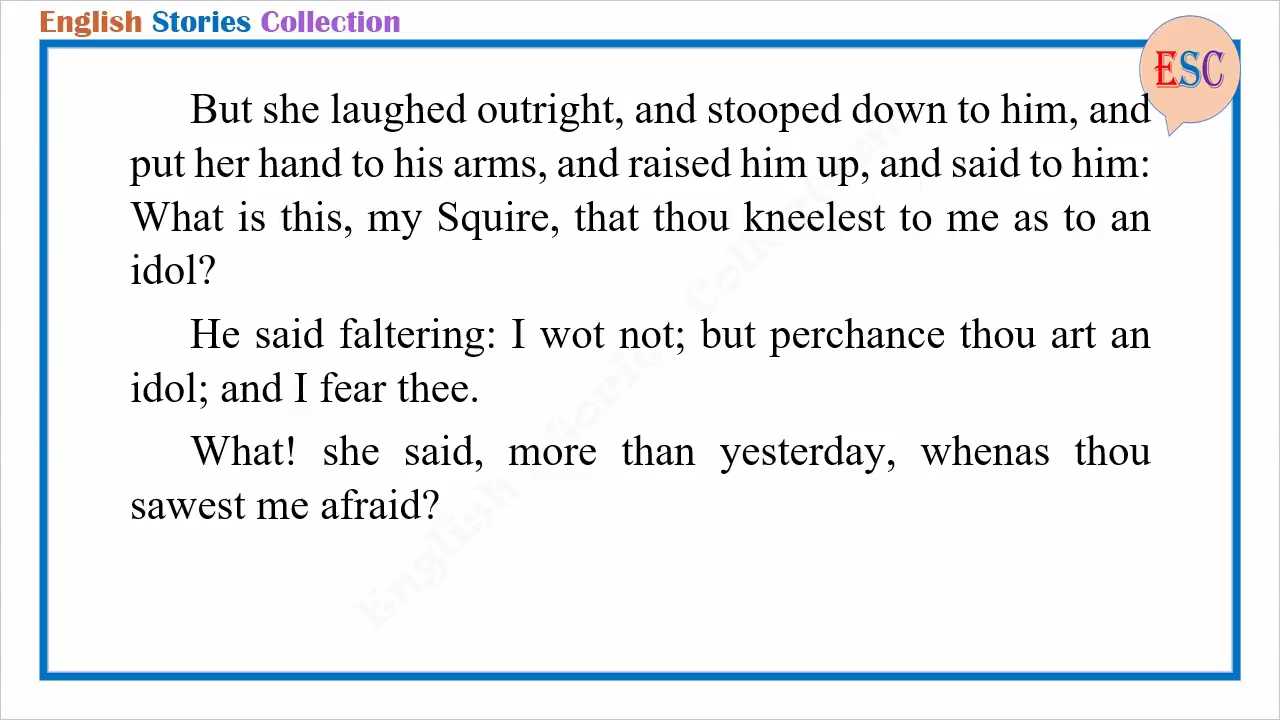 English Stories Collection
ESC
But she laughed outright, and stooped down to him, and
put her hand to his arms, and raised him up, and said to him:
What is this, my Squire, that thou kneelest to me as to an
idol?
He said faltering: I wot not; but perchance thou art an
idol; and I fear thee.
What! she said, more than yesterday, whenas thou
sawest me afraid?
English Stories Collection